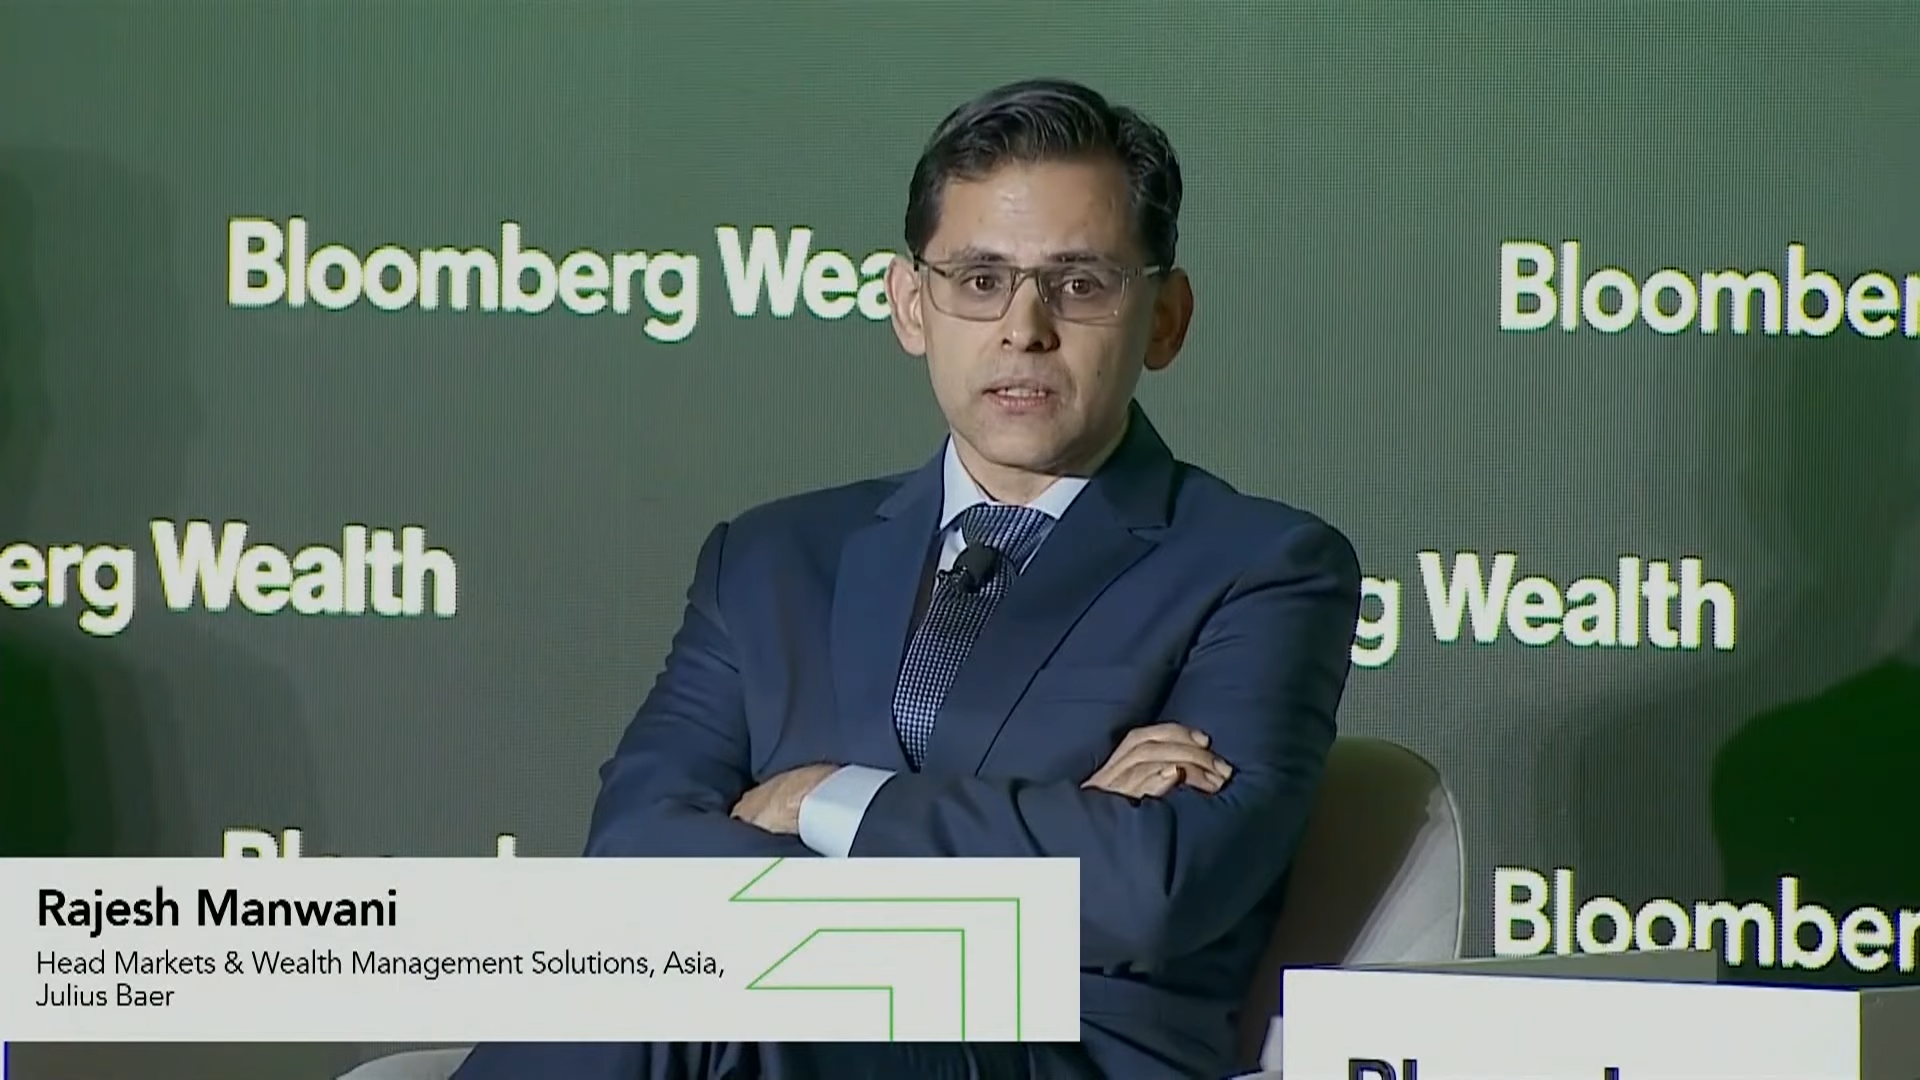 Bloomberg Wea
Bloomber
erg Wealth
g Wealth
Bloomber
Rajesh Manwani
Head Markets & Wealth Management Solutions, Asia,
Julius Baer